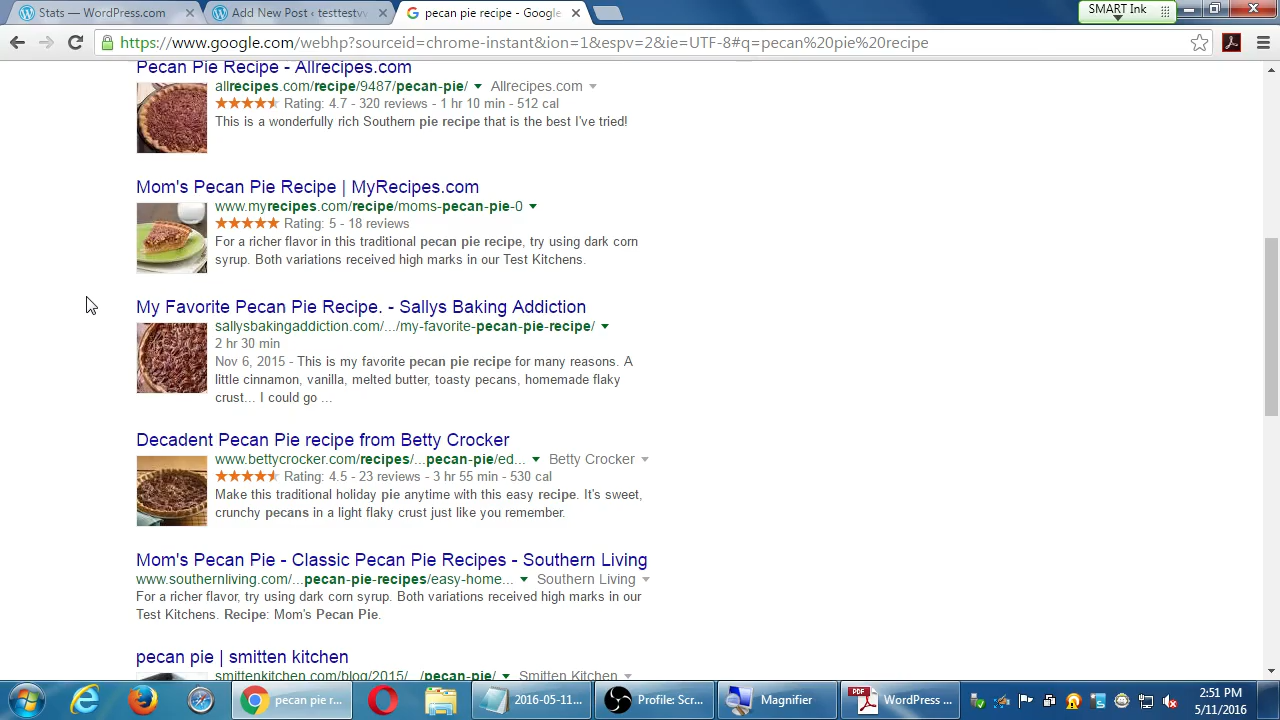 Stats — WordPress.com
Add New Post ‹ testtestvv
pecan pie recipe - Google
SMART Ink
https://www.google.com/webhp?sourceid=chrome-instant&ion=1&espv=2&ie=UTF-8#q=pecan%20pie%20recipe
Pecan Pie Recipe - Allrecipes.com
allrecipes.com/recipe/9487/pecan-pie/ Allrecipes.com
Rating: 4.7 - 320 reviews - 1 hr 10 min - 512 cal
This is a wonderfully rich Southern pie recipe that is the best I've tried!
Mom's Pecan Pie Recipe | MyRecipes.com
www.myrecipes.com/recipe/moms-pecan-pie-0
Rating: 5 - 18 reviews
For a richer flavor in this traditional pecan pie recipe, try using dark corn
syrup. Both variations received high marks in our Test Kitchens.
My Favorite Pecan Pie Recipe. - Sallys Baking Addiction
sallysbakingaddiction.com/.../my-favorite-pecan-pie-recipe/
2 hr 30 min
Nov 6, 2015 - This is my favorite pecan pie recipe for many reasons. A
little cinnamon, vanilla, melted butter, toasty pecans, homemade flaky
crust... I could go ...
Decadent Pecan Pie recipe from Betty Crocker
www.bettycrocker.com/recipes/...pecan-pie/ed... Betty Crocker
Rating: 4.5 - 23 reviews - 3 hr 55 min - 530 cal
Make this traditional holiday pie anytime with this easy recipe. It's sweet,
crunchy pecans in a light flaky crust just like you remember.
Mom's Pecan Pie - Classic Pecan Pie Recipes - Southern Living
www.southernliving.com/...pecan-pie-recipes/easy-home... Southern Living
For a richer flavor, try using dark corn syrup. Both variations received high marks in our
Test Kitchens. Recipe: Mom's Pecan Pie.
pecan pie | smitten kitchen
smittenkitchen.com/blog/2015/.../pecan-pie/ Smitten Kitchen
pecan pie r...
2016-05-11...
Profile: Scr...
Magnifier
PDF
WordPress ...
2:51 PM
5/11/2016